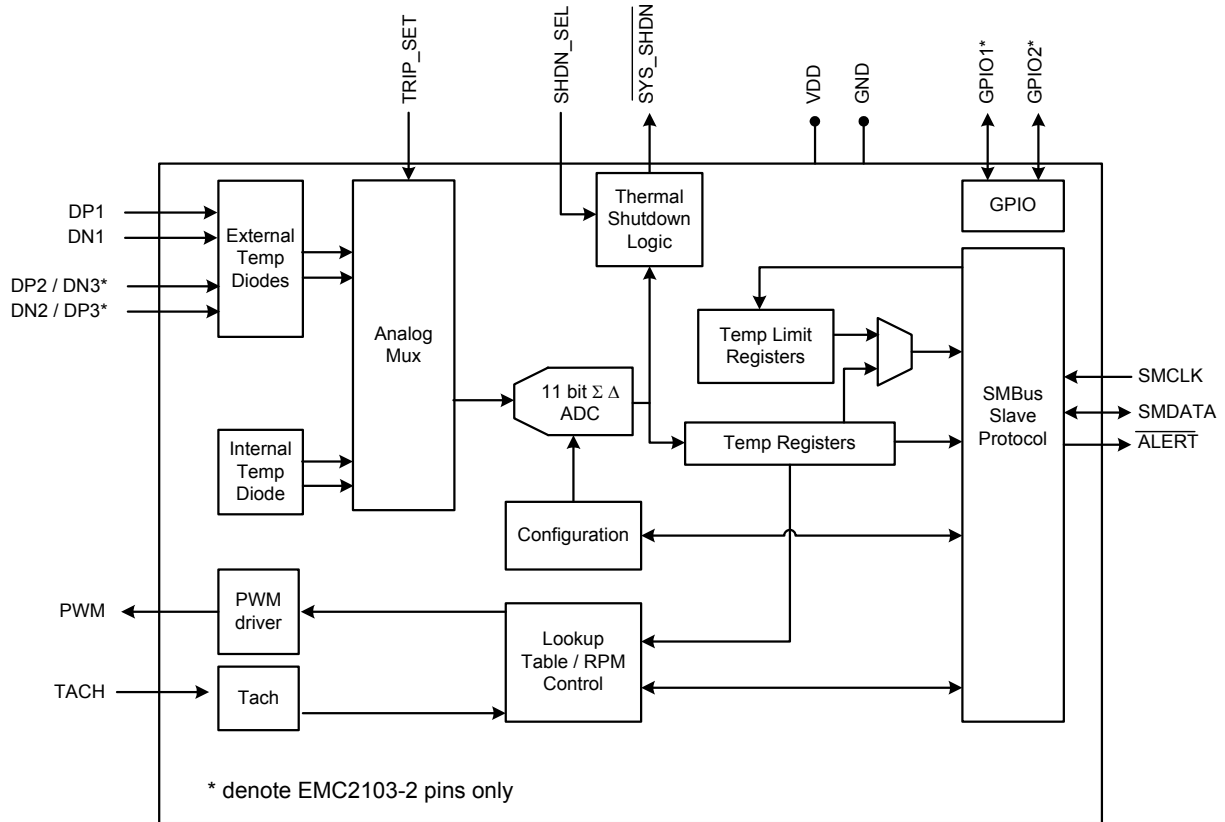 TRIP_SET
SHDN_SEL
SYS_SHDN
VDD
GND
GPIO1*
GPIO2*
DP1
DN1
DP2 / DN3*
DN2 / DP3*
External
Temp
Diodes
Analog
Mux
Thermal
Shutdown
Logic
GPIO
Temp Limit
Registers
SMBus
Slave
Protocol
SMCLK
SMDATA
ALERT
11 bit Σ Δ
ADC
Temp Registers
Internal
Temp
Diode
Configuration
PWM
PWM
driver
Lookup
Table / RPM
Control
TACH
Tach
* denote EMC2103-2 pins only